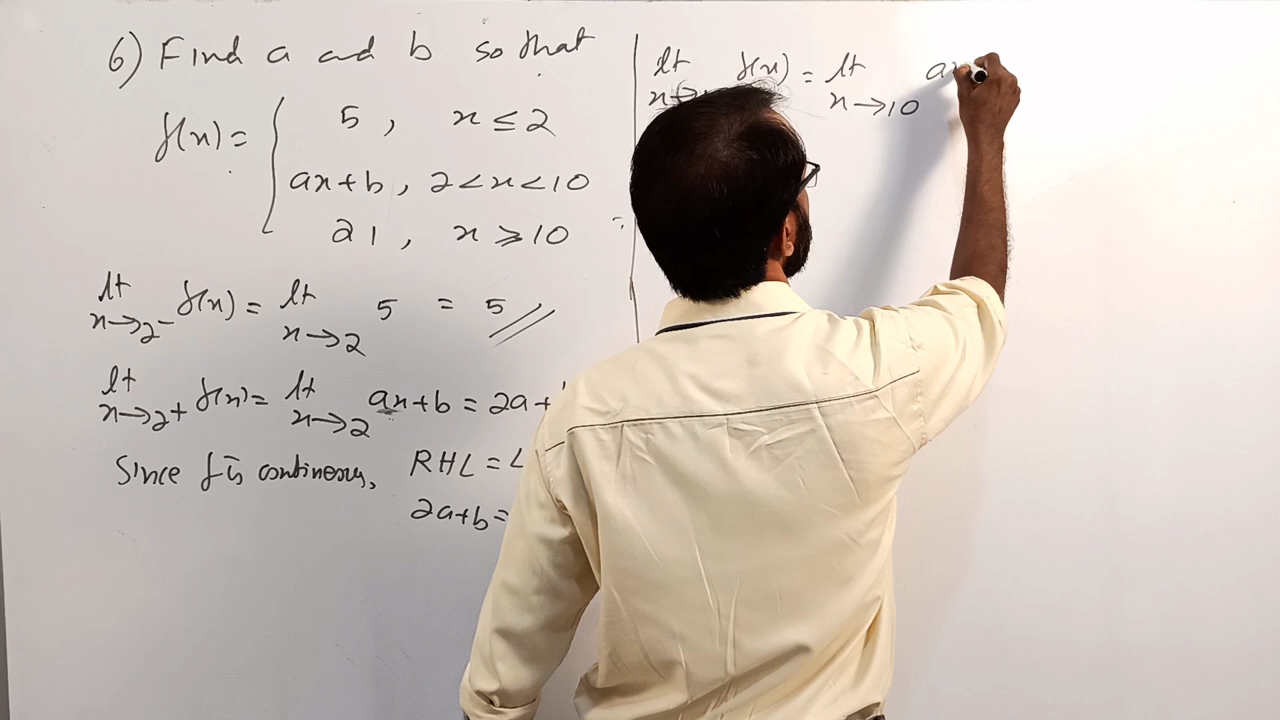 6) Find a and b so that
f(x) = { 5, x ≤ 2
ax+b, 2<x<10
21, x ≥ 10
lt x→2- f(x) = lt x→2 5 = 5 //
lt x→2+ f(x) = lt x→2 ax+b = 2a+
Since f is continuous, RHL = L
2a+b=
lt f(x) = lt x→10 ax